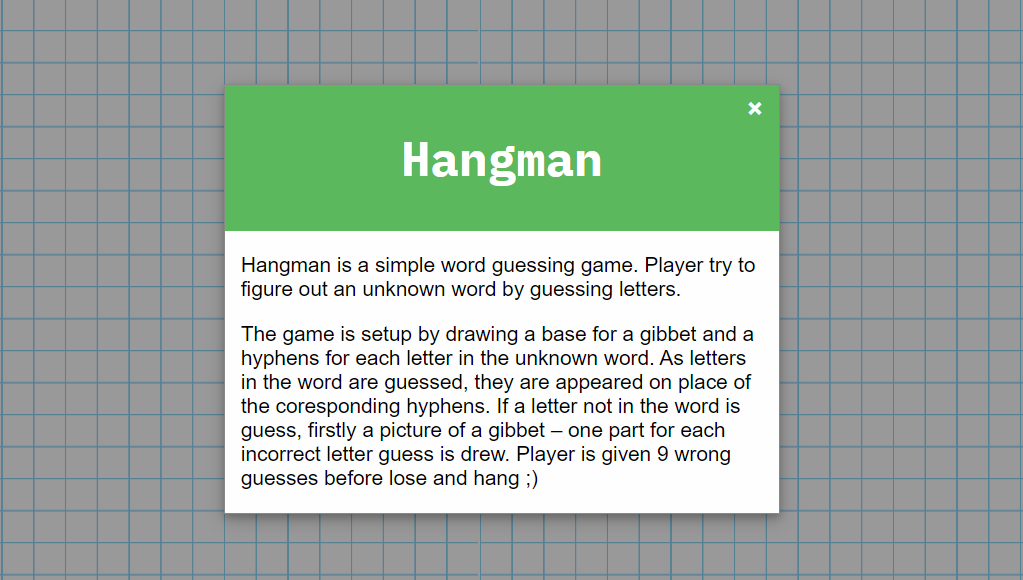 ×
Hangman
Hangman is a simple word guessing game. Player try to
figure out an unknown word by guessing letters.
The game is setup by drawing a base for a gibbet and a
hyphens for each letter in the unknown word. As letters
in the word are guessed, they are appeared on place of
the coresponding hyphens. If a letter not in the word is
guess, firstly a picture of a gibbet – one part for each
incorrect letter guess is drew. Player is given 9 wrong
guesses before lose and hang ;)